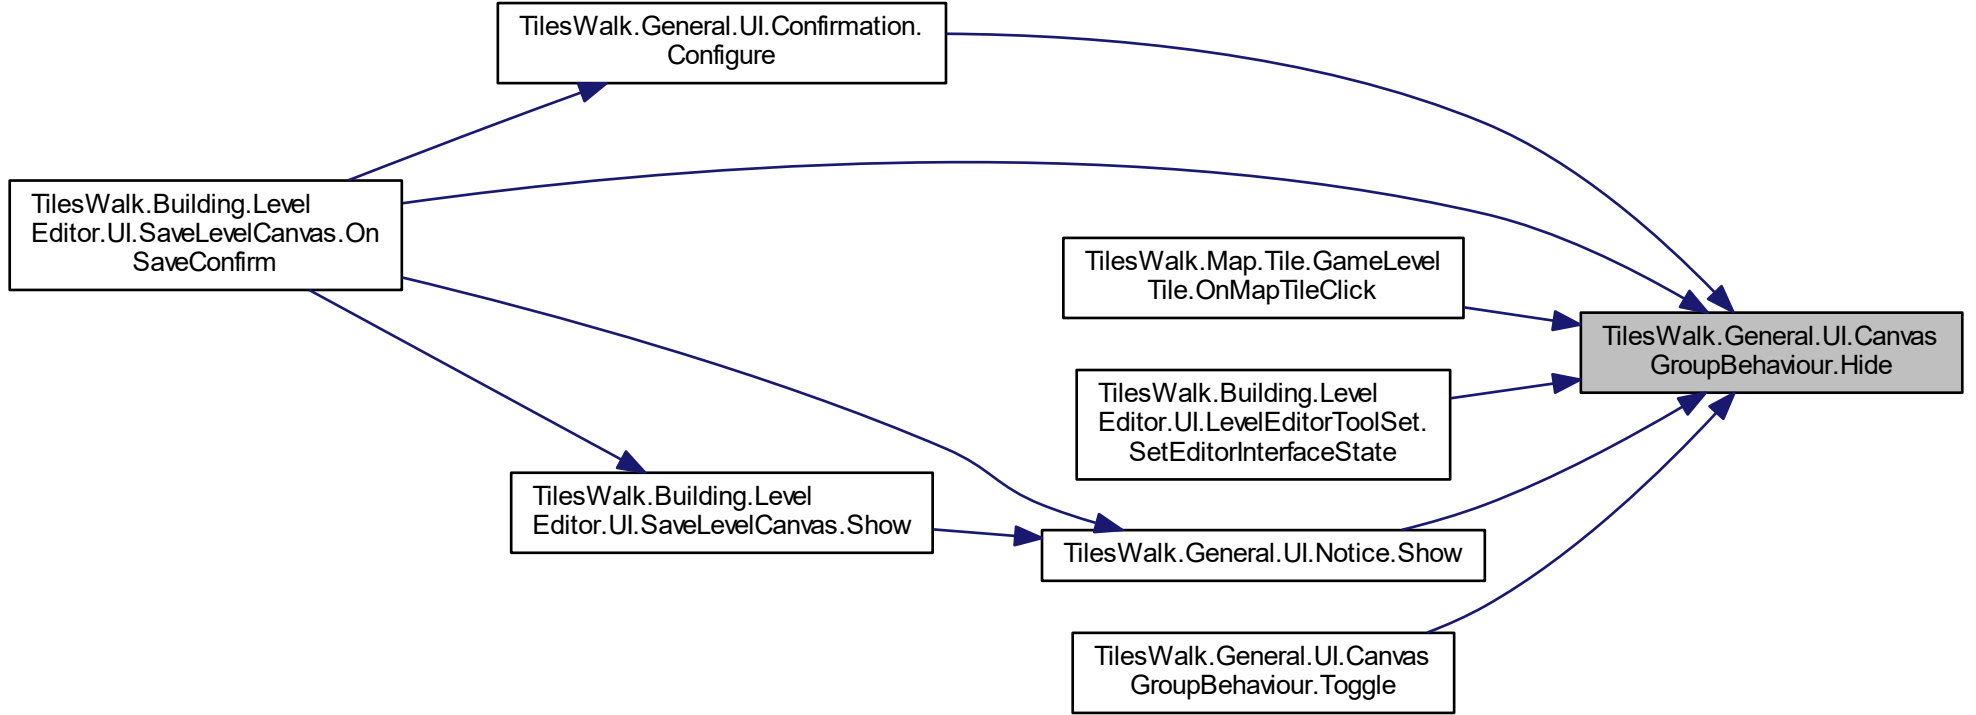 TilesWalk.General.UI.Confirmation.
Configure
TilesWalk.Building.Level
Editor.UI.SaveLevelCanvas.On
SaveConfirm
TilesWalk.Map.Tile.GameLevel
Tile.OnMapTileClick
TilesWalk.General.UI.Canvas
GroupBehaviour.Hide
TilesWalk.Building.Level
Editor.UI.LevelEditorToolSet.
SetEditorInterfaceState
TilesWalk.Building.Level
Editor.UI.SaveLevelCanvas.Show
TilesWalk.General.UI.Notice.Show
TilesWalk.General.UI.Canvas
GroupBehaviour.Toggle